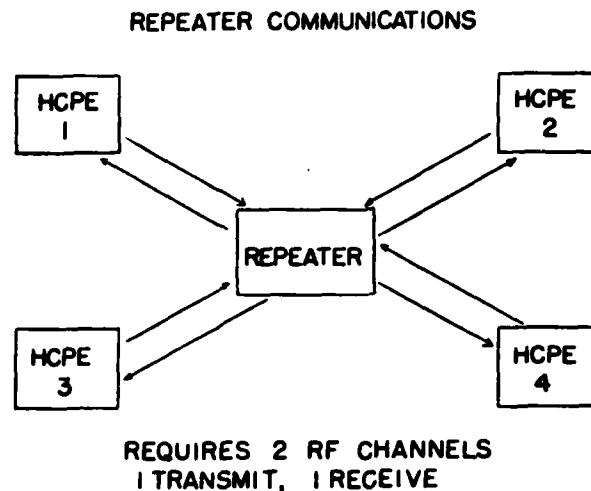 REPEATER COMMUNICATIONS
HCPE
1
HCPE
2
REPEATER
HCPE
3
HCPE
4
REQUIRES 2 RF CHANNELS
1 TRANSMIT, 1 RECEIVE